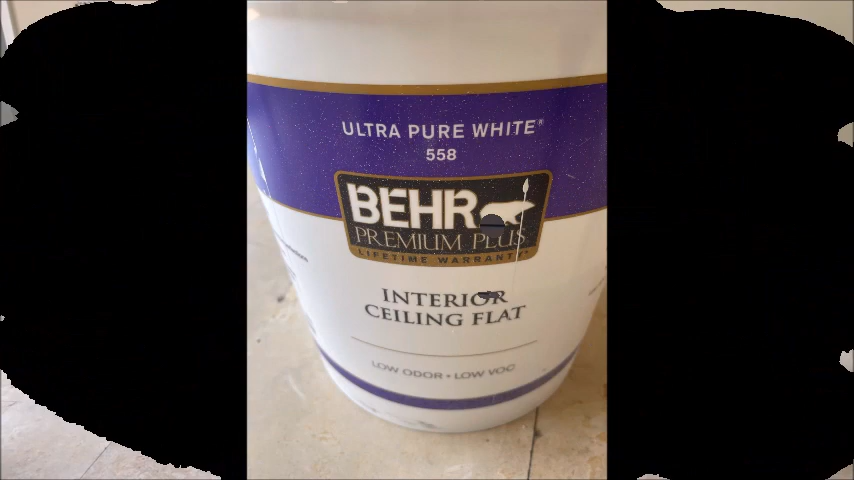 ULTRA PURE WHITE®
558
BEHR
PREMIUM PLUS
LIFETIME WARRANTY
INTERIOR
CEILING FLAT
LOW ODOR • LOW VOC